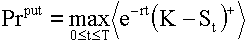 Pr^put = max_{0≤t≤T} ⟨e^{-rt}(K − S_t)^+⟩